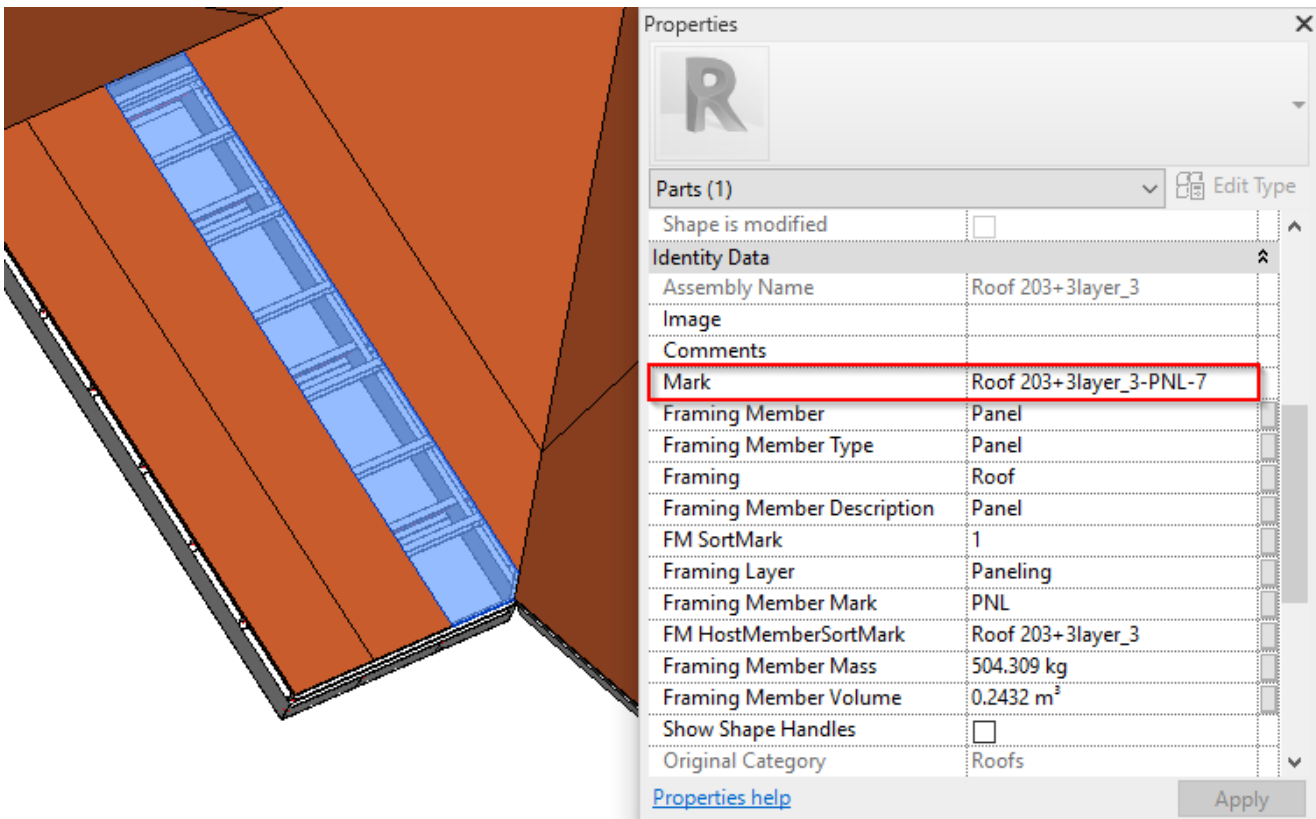 Properties
R
Parts (1)
Edit Type
Shape is modified
Identity Data
Assembly Name Roof 203+3layer_3
Image
Comments
Mark Roof 203+3layer_3-PNL-7
Framing Member Panel
Framing Member Type Panel
Framing Roof
Framing Member Description Panel
FM SortMark 1
Framing Layer Paneling
Framing Member Mark PNL
FM HostMemberSortMark Roof 203+3layer_3
Framing Member Mass 504.309 kg
Framing Member Volume 0.2432 m³
Show Shape Handles
Original Category Roofs
Properties help
Apply